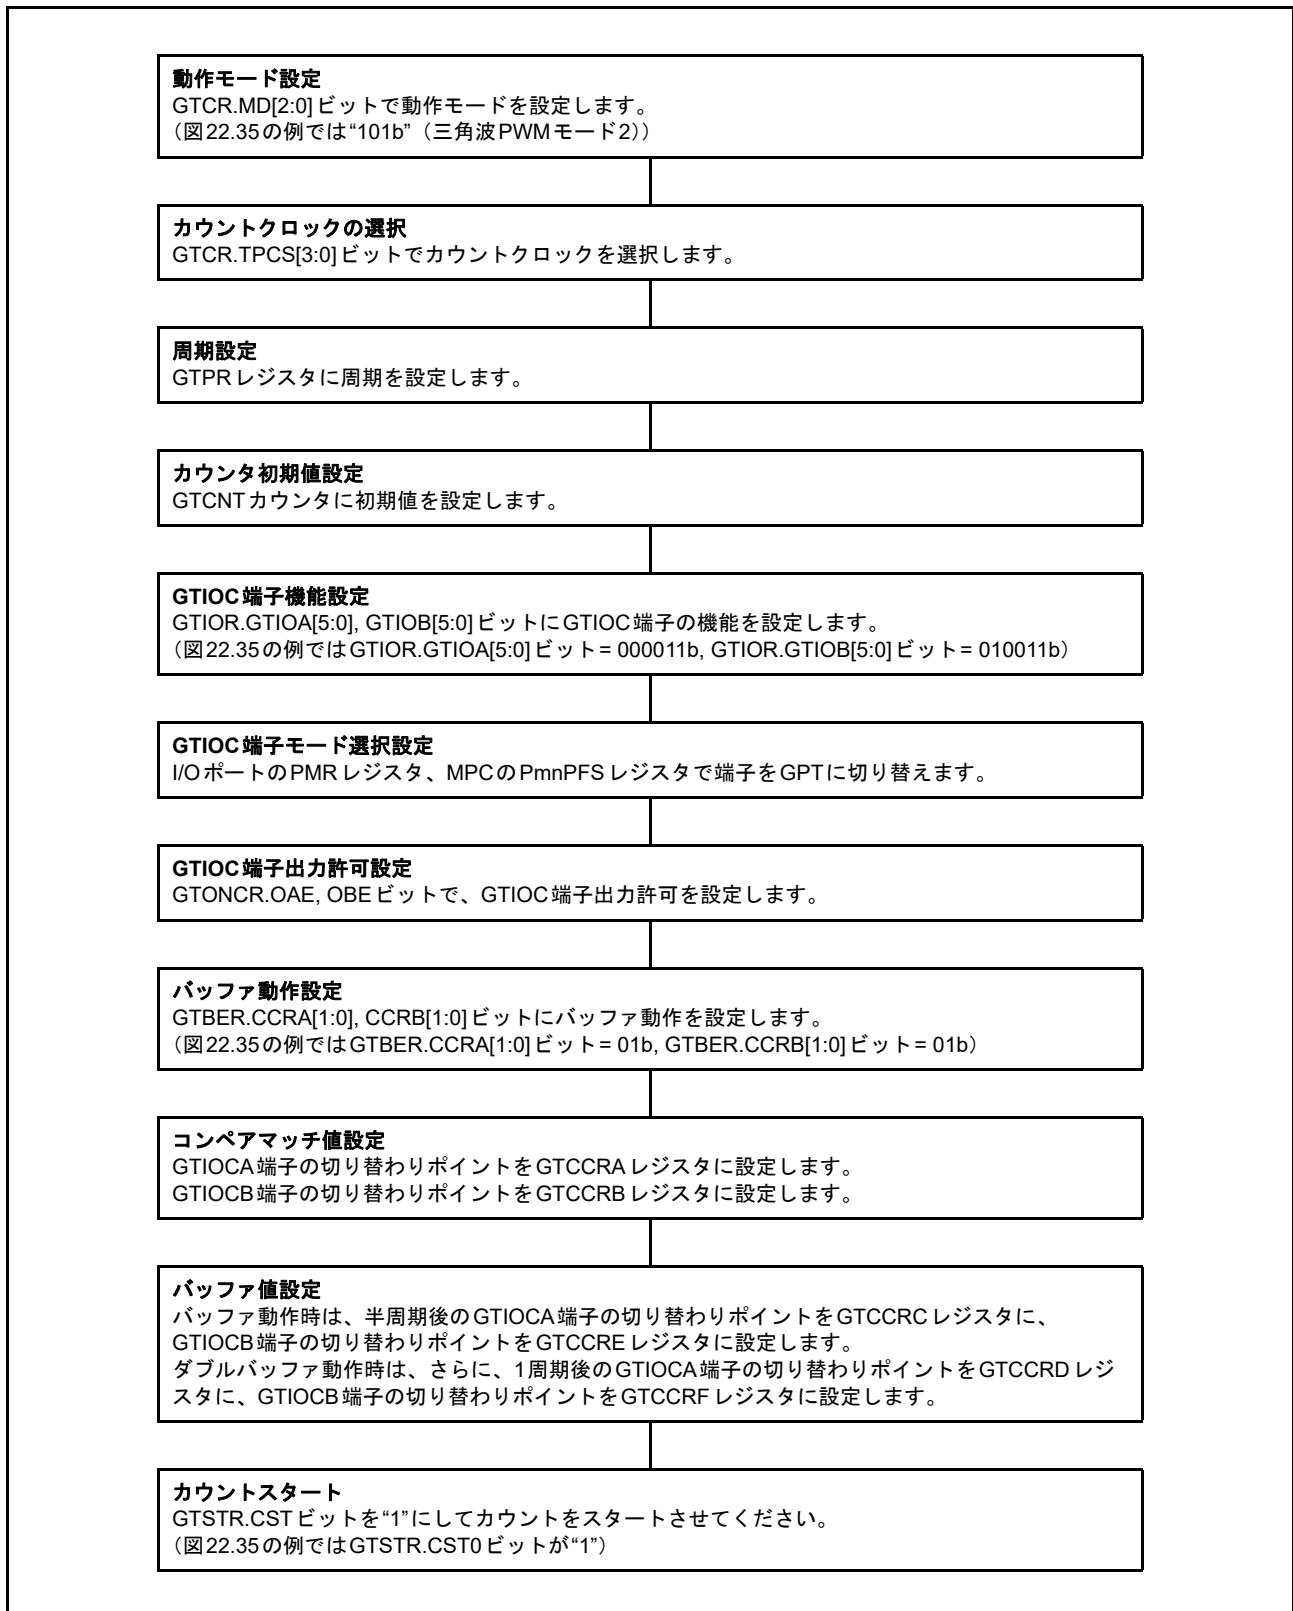 動作モード設定
GTCR.MD[2:0]ビットで動作モードを設定します。
（図22.35の例では“101b”（三角波PWMモード2））
カウントクロックの選択
GTCR.TPCS[3:0]ビットでカウントクロックを選択します。
周期設定
GTPRレジスタに周期を設定します。
カウンタ初期値設定
GTCNTカウンタに初期値を設定します。
GTIOC端子機能設定
GTIOR.GTIOA[5:0], GTIOB[5:0]ビットにGTIOC端子の機能を設定します。
（図22.35の例ではGTIOR.GTIOA[5:0]ビット= 000011b, GTIOR.GTIOB[5:0]ビット= 010011b）
GTIOC端子モード選択設定
I/OポートのPMRレジスタ、MPCのPmnPFSレジスタで端子をGPTに切り替えます。
GTIOC端子出力許可設定
GTONCR.OAE, OBEビットで、GTIOC端子出力許可を設定します。
バッファ動作設定
GTBER.CCRA[1:0], CCRB[1:0]ビットにバッファ動作を設定します。
（図22.35の例ではGTBER.CCRA[1:0]ビット= 01b, GTBER.CCRB[1:0]ビット= 01b）
コンペアマッチ値設定
GTIOCA端子の切り替わりポイントをGTCCRAレジスタに設定します。
GTIOCB端子の切り替わりポイントをGTCCRBレジスタに設定します。
バッファ値設定
バッファ動作時は、半周期後のGTIOCA端子の切り替わりポイントをGTCCRCレジスタに、
GTIOCB端子の切り替わりポイントをGTCCREレジスタに設定します。
ダブルバッファ動作時は、さらに、1周期後のGTIOCA端子の切り替わりポイントをGTCCRDレジ
スタに、GTIOCB端子の切り替わりポイントをGTCCRFレジスタに設定します。
カウントスタート
GTSTR.CSTビットを“1”にしてカウントをスタートさせてください。
（図22.35の例ではGTSTR.CST0ビットが“1”）